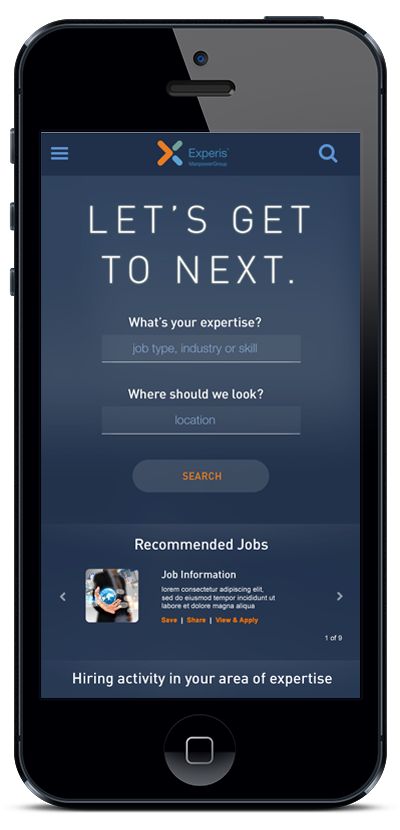 Experis
ManpowerGroup
LET'S GET
TO NEXT.
What's your expertise?
job type, industry or skill
Where should we look?
location
SEARCH
Recommended Jobs
Job Information
lorem consectetur adipiscing elit,
sed do eiusmod tempor incididunt ut
labore et dolore magna aliqua
Save | Share | View & Apply
1 of 9
Hiring activity in your area of expertise